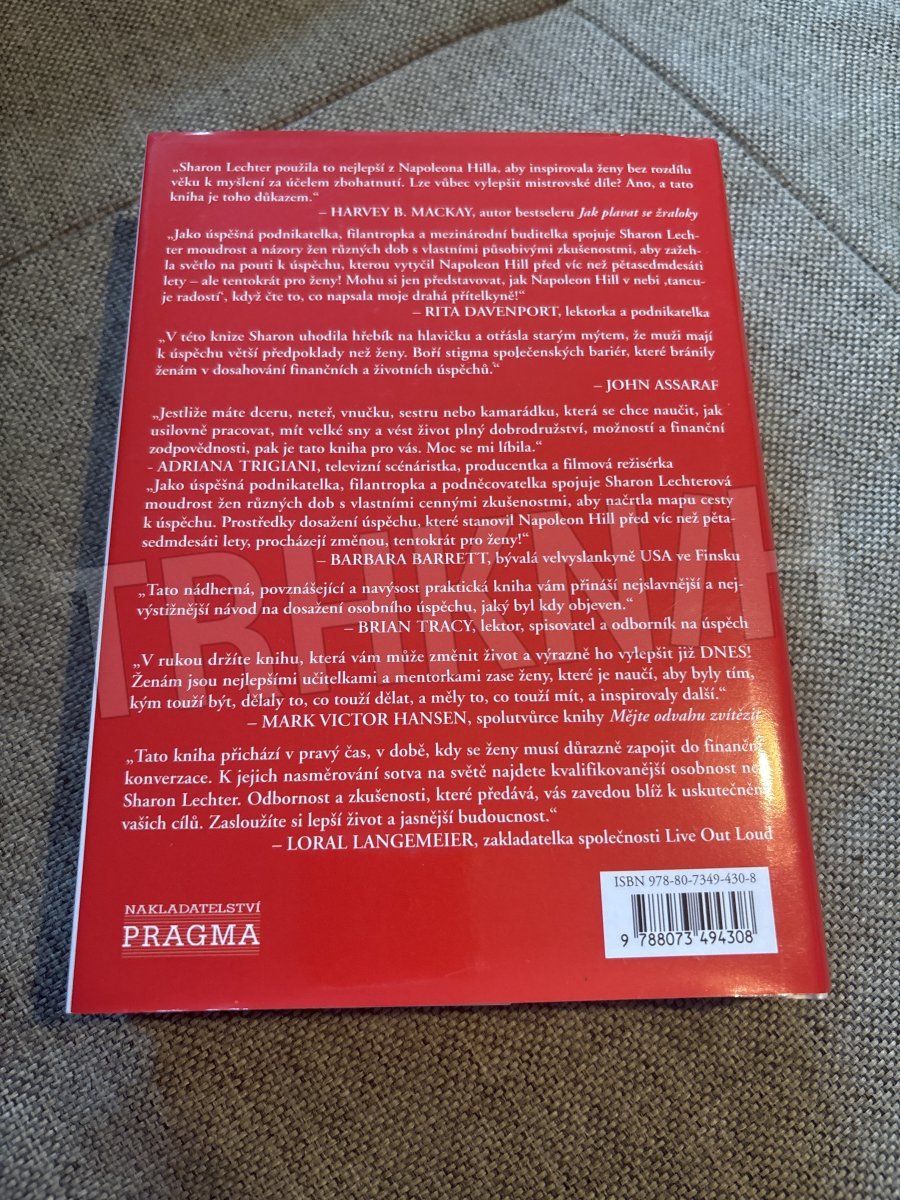 „Sharon Lechter použila to nejlepší z Napoleona Hilla, aby inspirovala ženy bez rozdílu
věku k myšlení za účelem zbohatnutí. Lze vůbec vylepšit mistrovské dílo? Ano, a tato
kniha je toho důkazem.“
– HARVEY B. MACKAY, autor bestseleru Jak plavat se žraloky
„Jako úspěšná podnikatelka, filantropka a mezinárodní buditelka spojuje Sharon Lech-
ter moudrost a názory žen různých dob s vlastními působivými zkušenostmi, aby zažeh-
la světlo na pouti k úspěchu, kterou vytyčil Napoleon Hill před víc než pětasedmdesáti
lety – ale tentokrát pro ženy! Mohu si jen představovat, jak Napoleon Hill v nebi ‚tancu-
je radostí‘, když čte to, co napsala moje drahá přítelkyně!“
– RITA DAVENPORT, lektorka a podnikatelka
„V této knize Sharon uhodila hřebík na hlavičku a otřásla starým mýtem, že muži mají
k úspěchu větší předpoklady než ženy. Boří stigma společenských bariér, které bránily
ženám v dosahování finančních a životních úspěchů.“
– JOHN ASSARAF
„Jestliže máte dceru, neteř, vnučku, sestru nebo kamarádku, která se chce naučit, jak
usilovně pracovat, mít velké sny a vést život plný dobrodružství, možností a finanční
zodpovědnosti, pak je tato kniha pro vás. Moc se mi líbila.“
- ADRIANA TRIGIANI, televizní scénáristka, producentka a filmová režisérka
„Jako úspěšná podnikatelka, filantropka a podněcovatelka spojuje Sharon Lechterová
moudrost žen různých dob s vlastními cennými zkušenostmi, aby načrtla mapu cesty
k úspěchu. Prostředky dosažení úspěchu, které stanovil Napoleon Hill před víc než pěta-
sedmdesáti lety, procházejí změnou, tentokrát pro ženy!“
– BARBARA BARRETT, bývalá velvyslankyně USA ve Finsku
„Tato nádherná, povznášející a navýsost praktická kniha vám přináší nejslavnější a nej-
výstižnější návod na dosažení osobního úspěchu, jaký byl kdy objeven.“
– BRIAN TRACY, lektor, spisovatel a odborník na úspěch
„V rukou držíte knihu, která vám může změnit život a výrazně ho vylepšit již DNES!
Ženám jsou nejlepšími učitelkami a mentorkami zase ženy, které je naučí, aby byly tím,
kým touží být, dělaly to, co touží dělat, a měly to, co touží mít, a inspirovaly další.“
– MARK VICTOR HANSEN, spolutvůrce knihy Mějte odvahu zvítězit
„Tato kniha přichází v pravý čas, v době, kdy se ženy musí důrazně zapojit do finanční
konverzace. K jejich nasměrování sotva na světě najdete kvalifikovanější osobnost než
Sharon Lechter. Odbornost a zkušenosti, které předává, vás zavedou blíž k uskutečnění
vašich cílů. Zasloužíte si lepší život a jasnější budoucnost.“
– LORAL LANGEMEIER, zakladatelka společnosti Live Out Loud
ISBN 978-80-7349-430-8
9 788073 494308
NAKLADATELSTVÍ
PRAGMA